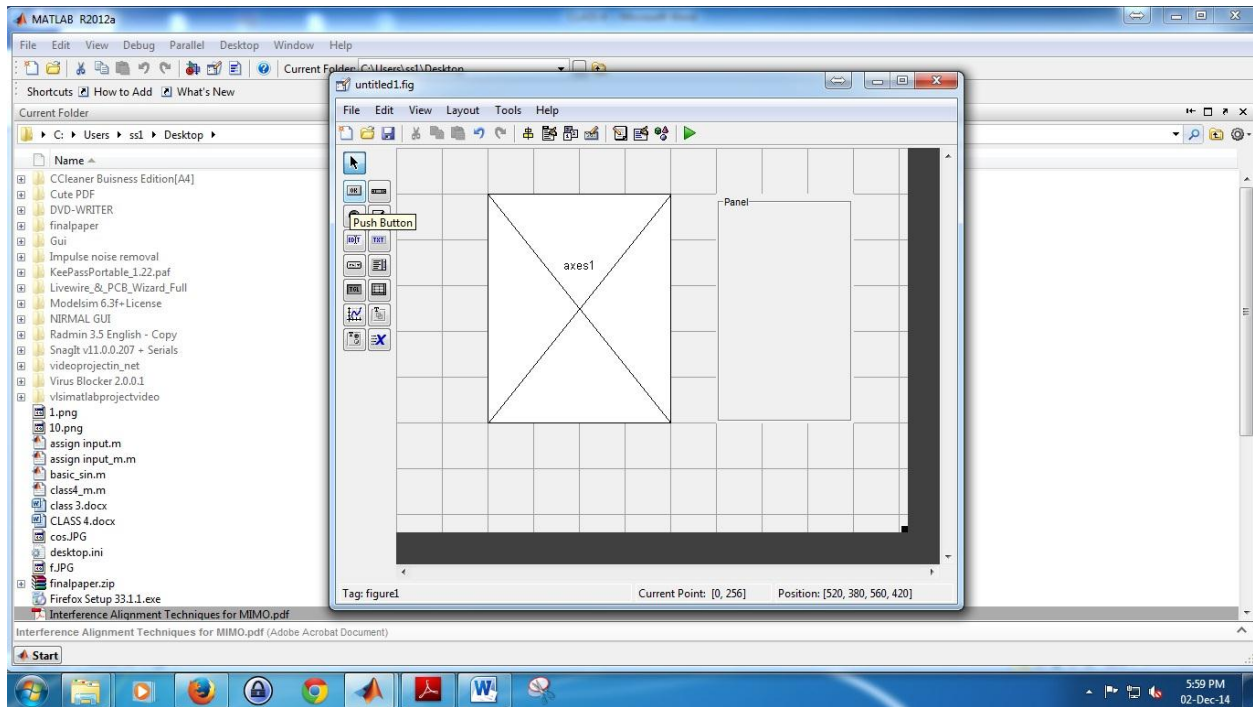 MATLAB R2012a
File Edit View Debug Parallel Desktop Window Help
Current Folder: C:\Users\ss1\Desktop
Shortcuts How to Add What's New
Current Folder
C: Users ss1 Desktop
Name
CCleaner Buisness Edition[A4]
Cute PDF
DVD-WRITER
finalpaper
Gui
Impulse noise removal
KeePassPortable_1.22.paf
Livewire_&_PCB_Wizard_Full
Modelsim 6.3f+License
NIRMAL GUI
Radmin 3.5 English - Copy
SnagIt v11.0.0.207 + Serials
videoprojectin_net
Virus Blocker 2.0.0.1
vlsimatlabprojectvideo
1.png
10.png
assign input.m
assign input_m.m
basic_sin.m
class4_m.m
class 3.docx
CLASS 4.docx
cos.JPG
desktop.ini
f.JPG
finalpaper.zip
Firefox Setup 33.1.1.exe
Interference Alignment Techniques for MIMO.pdf
Interference Alignment Techniques for MIMO.pdf (Adobe Acrobat Document)
Start
untitled1.fig
File Edit View Layout Tools Help
OK
Push Button
EDIT TXT
TGL
axes1
Panel
Tag: figure1 Current Point: [0, 256] Position: [520, 380, 560, 420]
5:59 PM
02-Dec-14